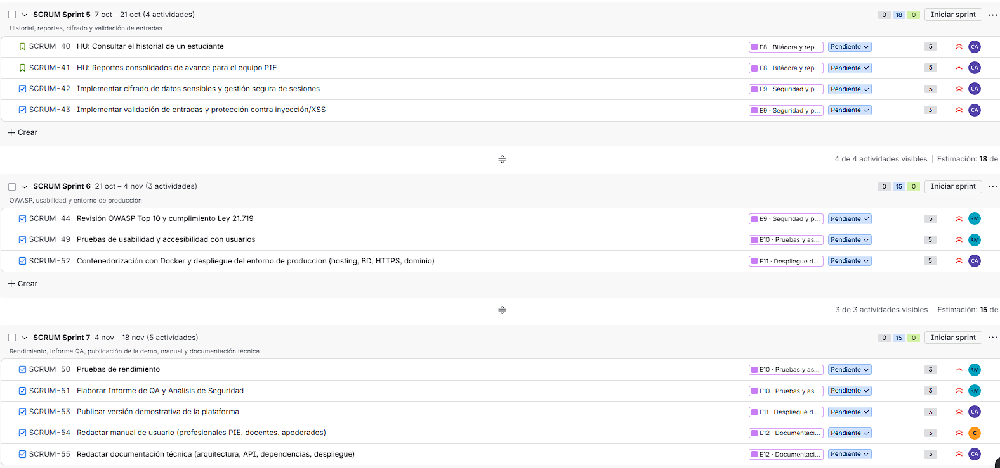 SCRUM Sprint 5 7 oct – 21 oct (4 actividades) 0 18 0 Iniciar sprint ...
Historial, reportes, cifrado y validación de entradas
SCRUM-40 HU: Consultar el historial de un estudiante E8 · Bitácora y rep... Pendiente 5 CA
SCRUM-41 HU: Reportes consolidados de avance para el equipo PIE E8 · Bitácora y rep... Pendiente 5 CA
SCRUM-42 Implementar cifrado de datos sensibles y gestión segura de sesiones E9 · Seguridad y p... Pendiente 5 CA
SCRUM-43 Implementar validación de entradas y protección contra inyección/XSS E9 · Seguridad y p... Pendiente 3 CA
+ Crear
4 de 4 actividades visibles | Estimación: 18 de
SCRUM Sprint 6 21 oct – 4 nov (3 actividades) 0 15 0 Iniciar sprint ...
OWASP, usabilidad y entorno de producción
SCRUM-44 Revisión OWASP Top 10 y cumplimiento Ley 21.719 E9 · Seguridad y p... Pendiente 5 RM
SCRUM-49 Pruebas de usabilidad y accesibilidad con usuarios E10 · Pruebas y as... Pendiente 5 RM
SCRUM-52 Contenedorización con Docker y despliegue del entorno de producción (hosting, BD, HTTPS, dominio) E11 · Despliegue d... Pendiente 5 CA
+ Crear
3 de 3 actividades visibles | Estimación: 15 de
SCRUM Sprint 7 4 nov – 18 nov (5 actividades) 0 15 0 Iniciar sprint ...
Rendimiento, informe QA, publicación de la demo, manual y documentación técnica
SCRUM-50 Pruebas de rendimiento E10 · Pruebas y as... Pendiente 3 RM
SCRUM-51 Elaborar Informe de QA y Análisis de Seguridad E10 · Pruebas y as... Pendiente 3 RM
SCRUM-53 Publicar versión demostrativa de la plataforma E11 · Despliegue d... Pendiente 3 CA
SCRUM-54 Redactar manual de usuario (profesionales PIE, docentes, apoderados) E12 · Documentaci... Pendiente 3 C
SCRUM-55 Redactar documentación técnica (arquitectura, API, dependencias, despliegue) E12 · Documentaci... Pendiente 3 CA